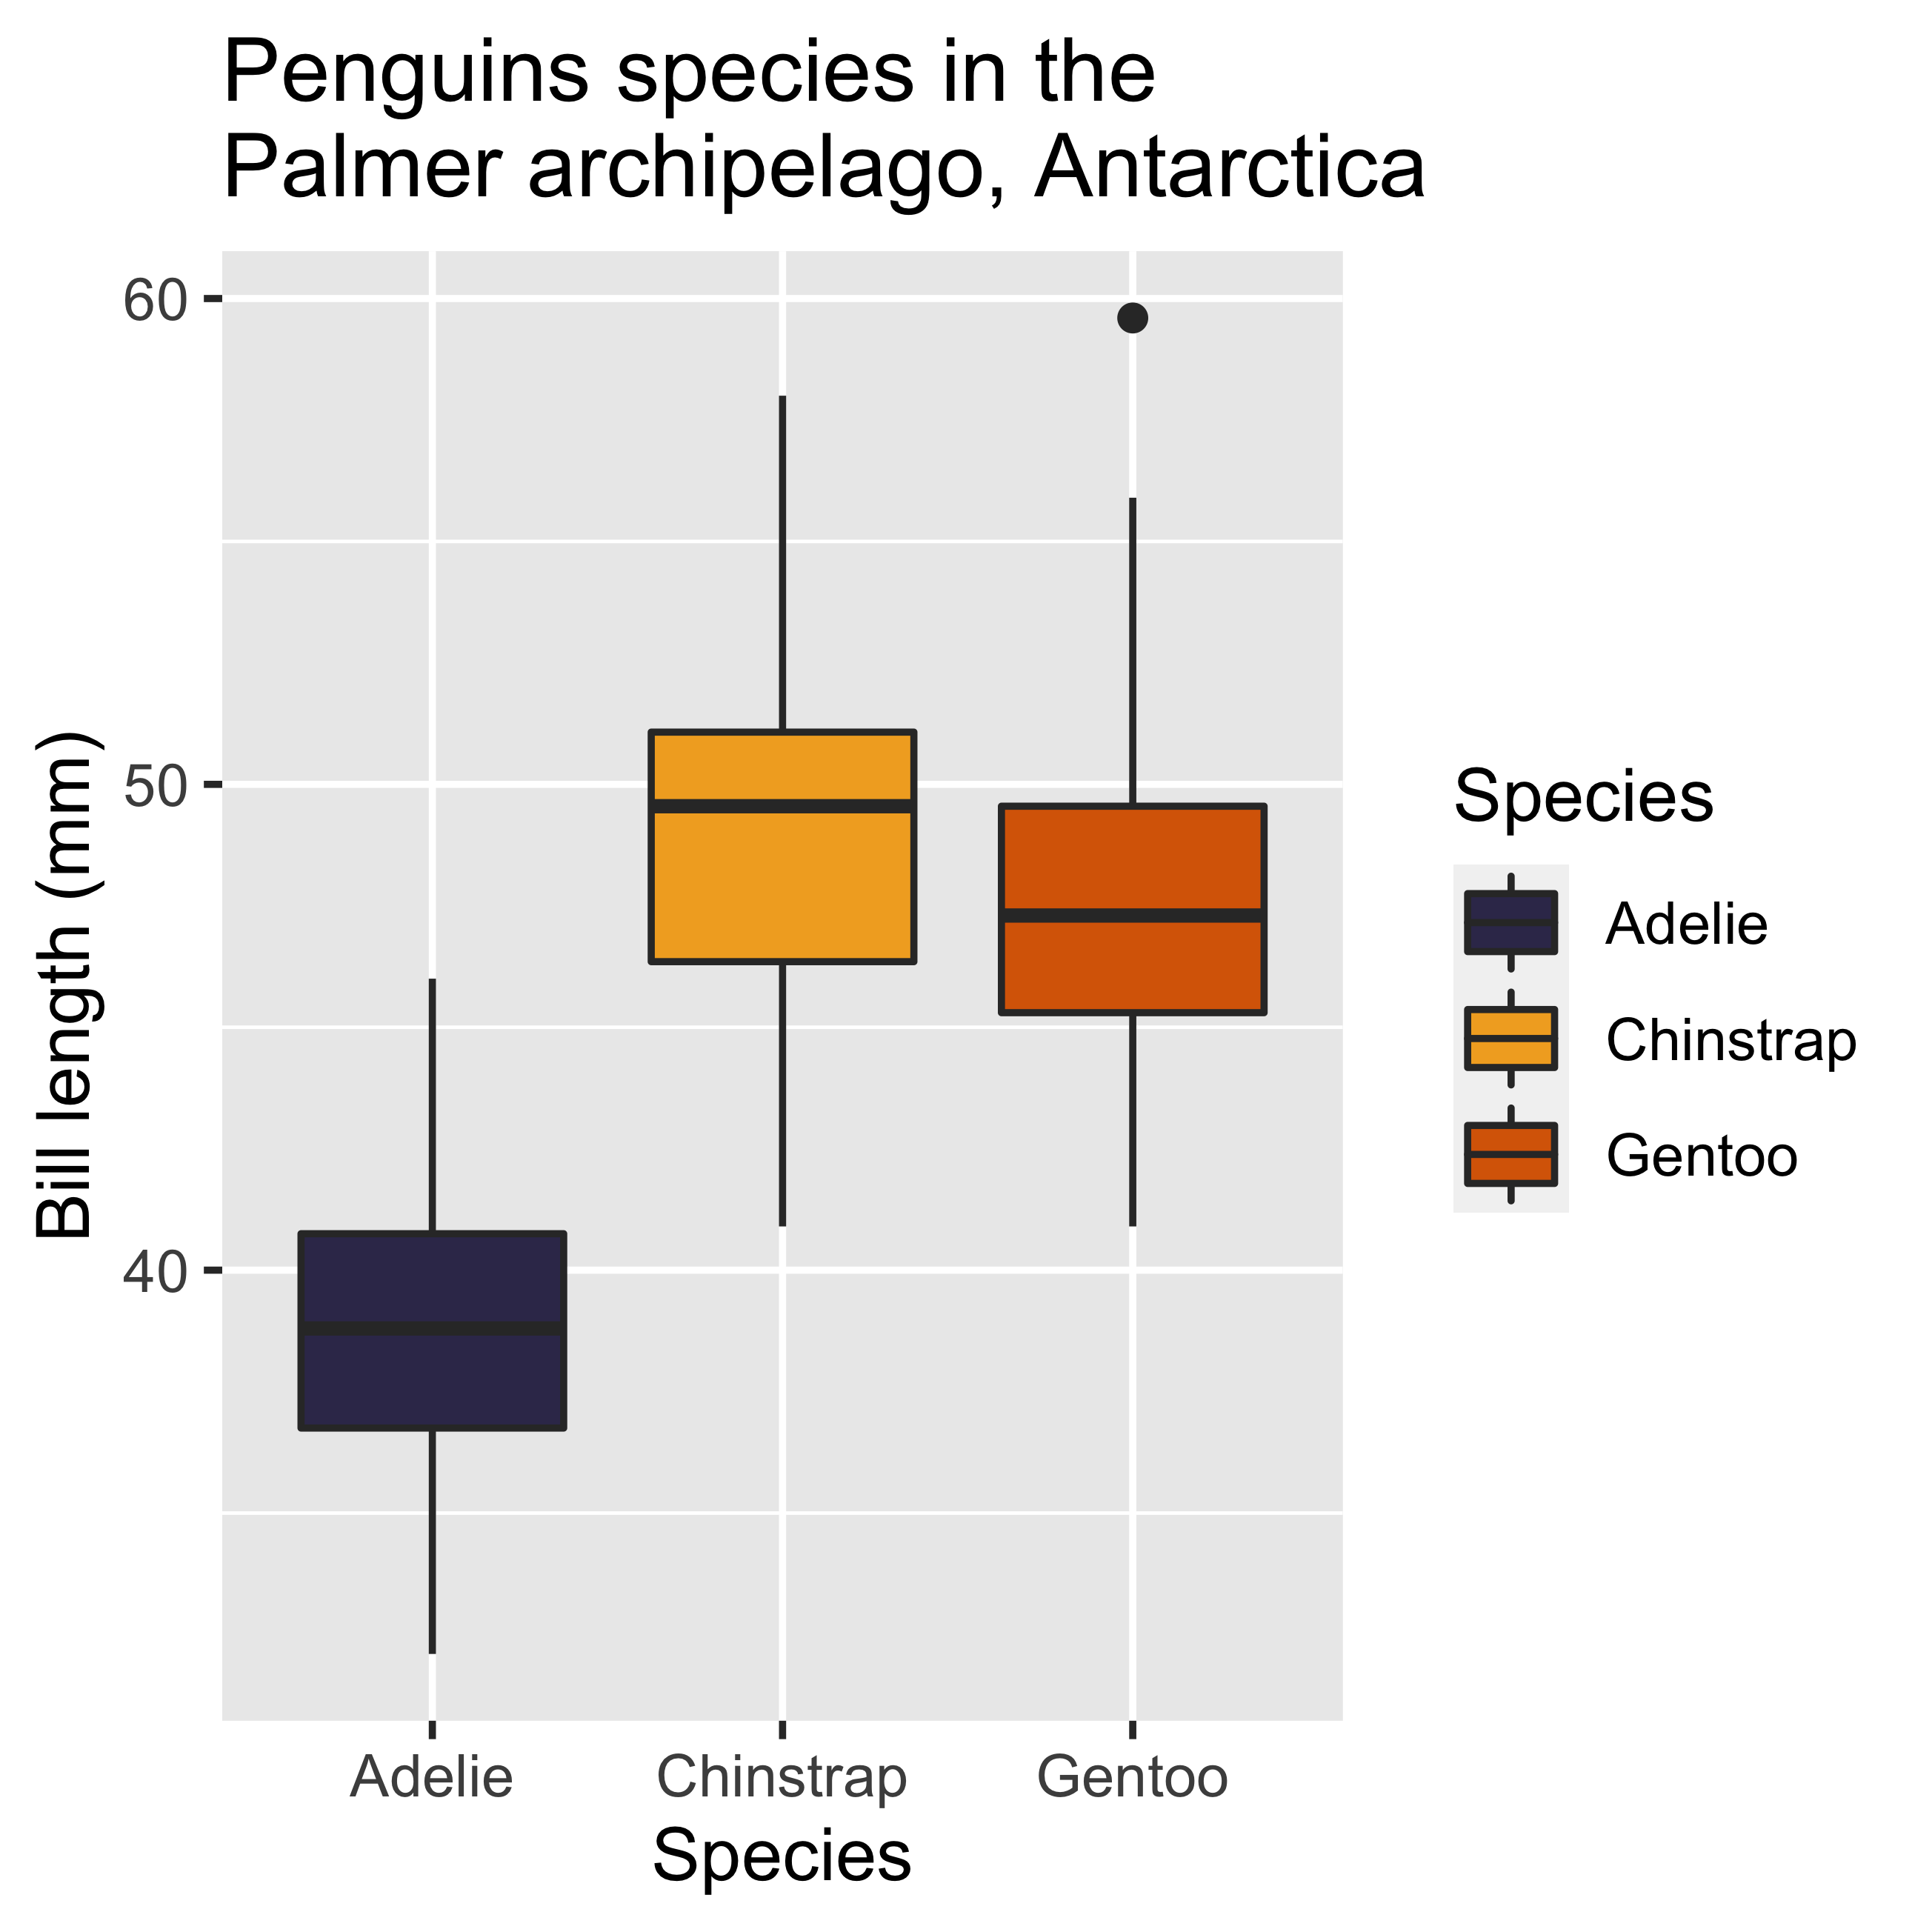 Penguins species in the
Palmer archipelago, Antarctica
60
50
40
Bill length (mm)
Adelie
Chinstrap
Gentoo
Species
Species
Adelie
Chinstrap
Gentoo